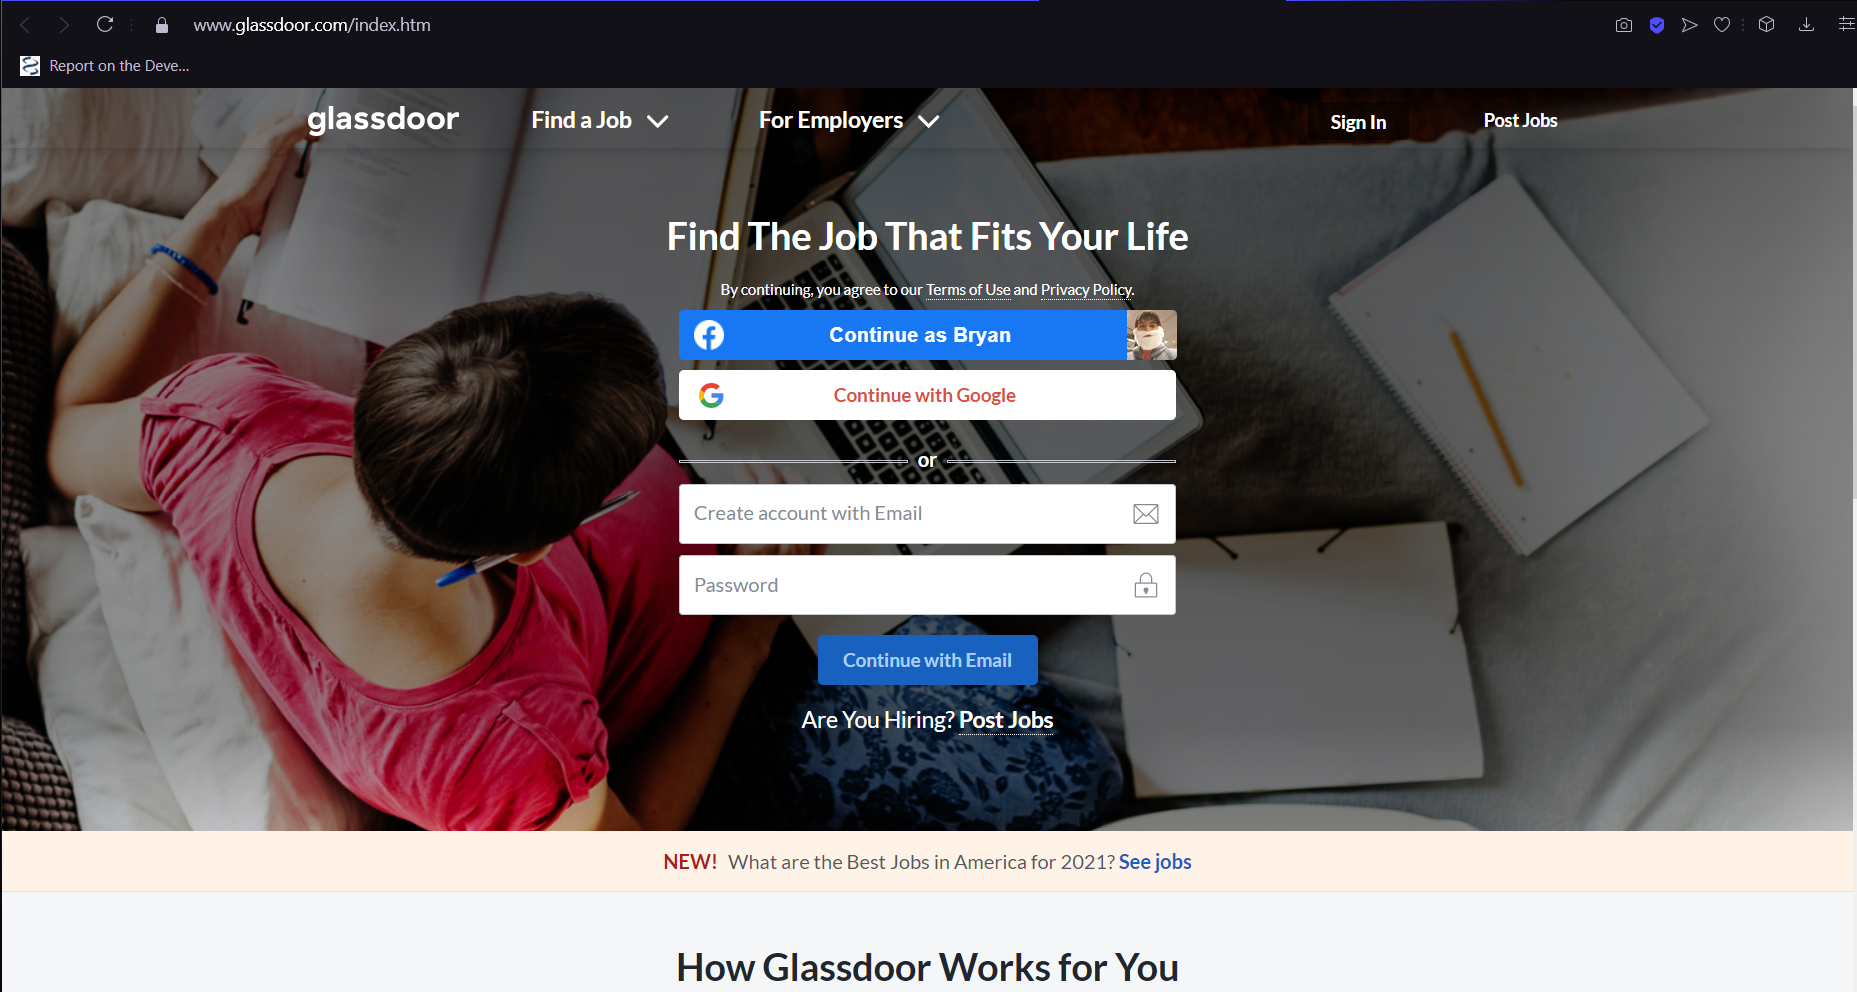 www.glassdoor.com/index.htm
Report on the Deve...
glassdoor Find a Job For Employers Sign In Post Jobs
Find The Job That Fits Your Life
By continuing, you agree to our Terms of Use and Privacy Policy.
Continue as Bryan
Continue with Google
or
Create account with Email
Password
Continue with Email
Are You Hiring? Post Jobs
NEW! What are the Best Jobs in America for 2021? See jobs
How Glassdoor Works for You